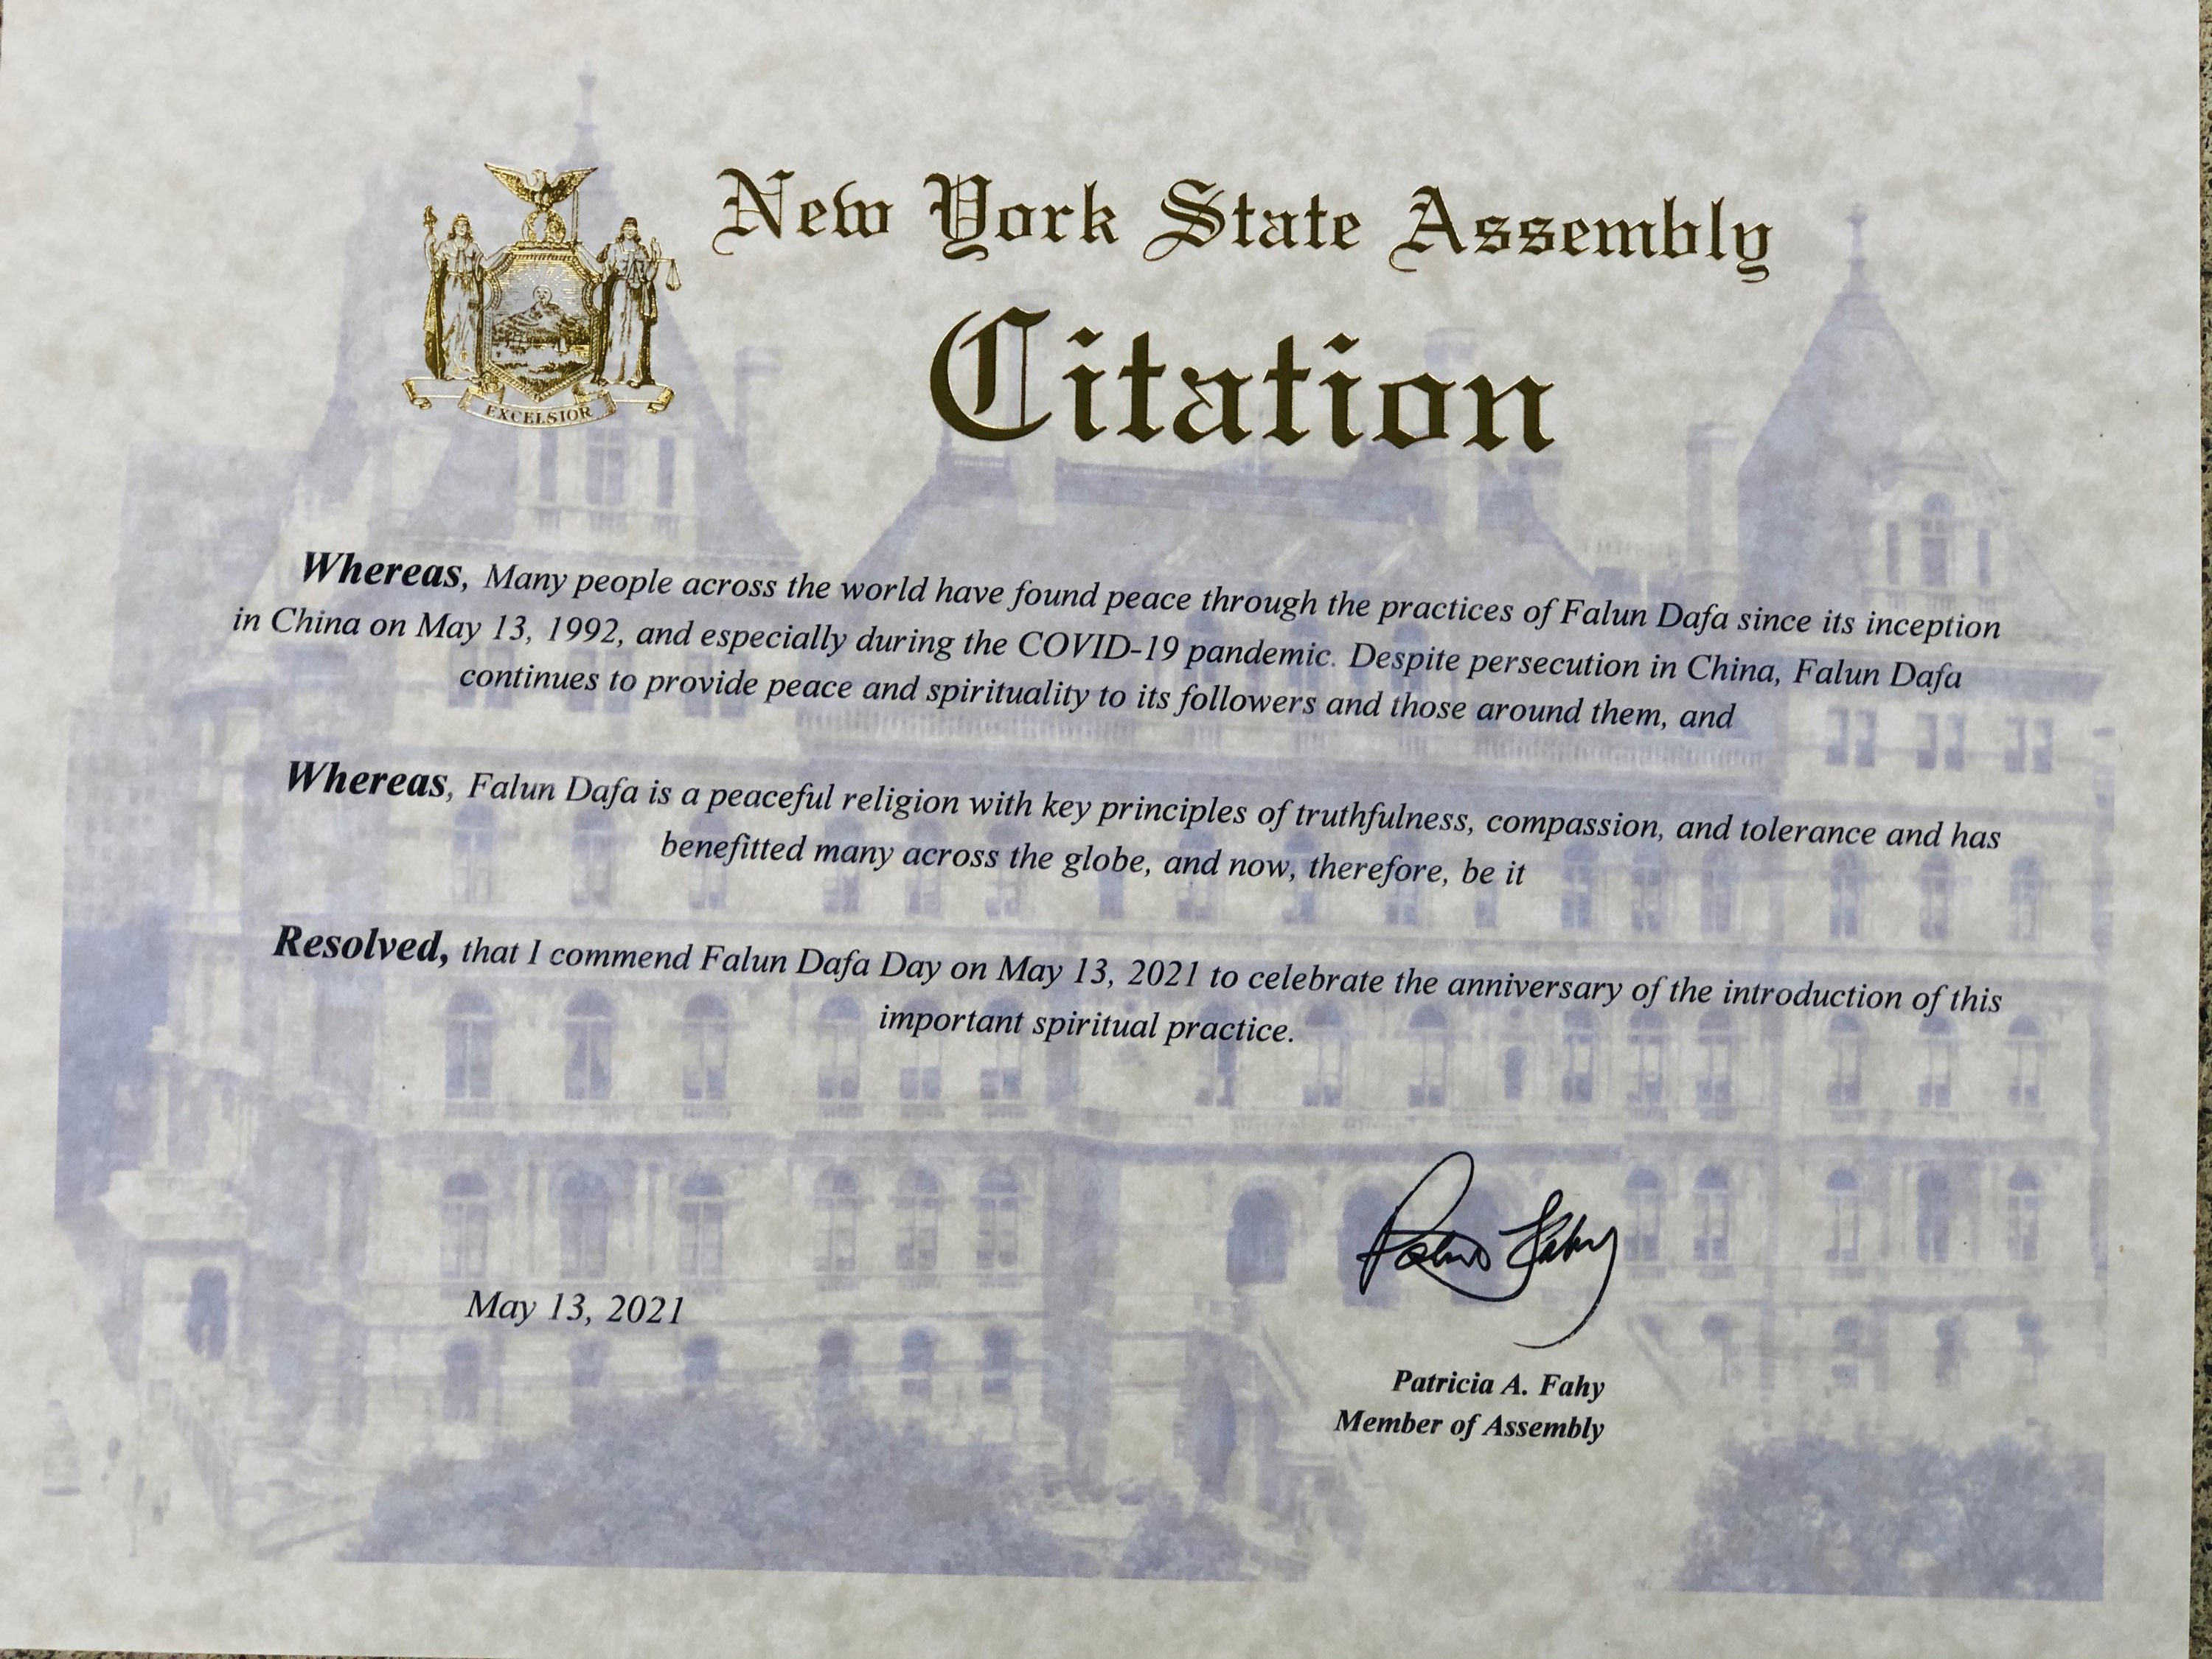 New York State Assembly
Citation
EXCELSIOR
Whereas, Many people across the world have found peace through the practices of Falun Dafa since its inception
in China on May 13, 1992, and especially during the COVID-19 pandemic. Despite persecution in China, Falun Dafa
continues to provide peace and spirituality to its followers and those around them, and
Whereas, Falun Dafa is a peaceful religion with key principles of truthfulness, compassion, and tolerance and has
benefitted many across the globe, and now, therefore, be it
Resolved, that I commend Falun Dafa Day on May 13, 2021 to celebrate the anniversary of the introduction of this
important spiritual practice.
May 13, 2021
Patricia A. Fahy
Member of Assembly